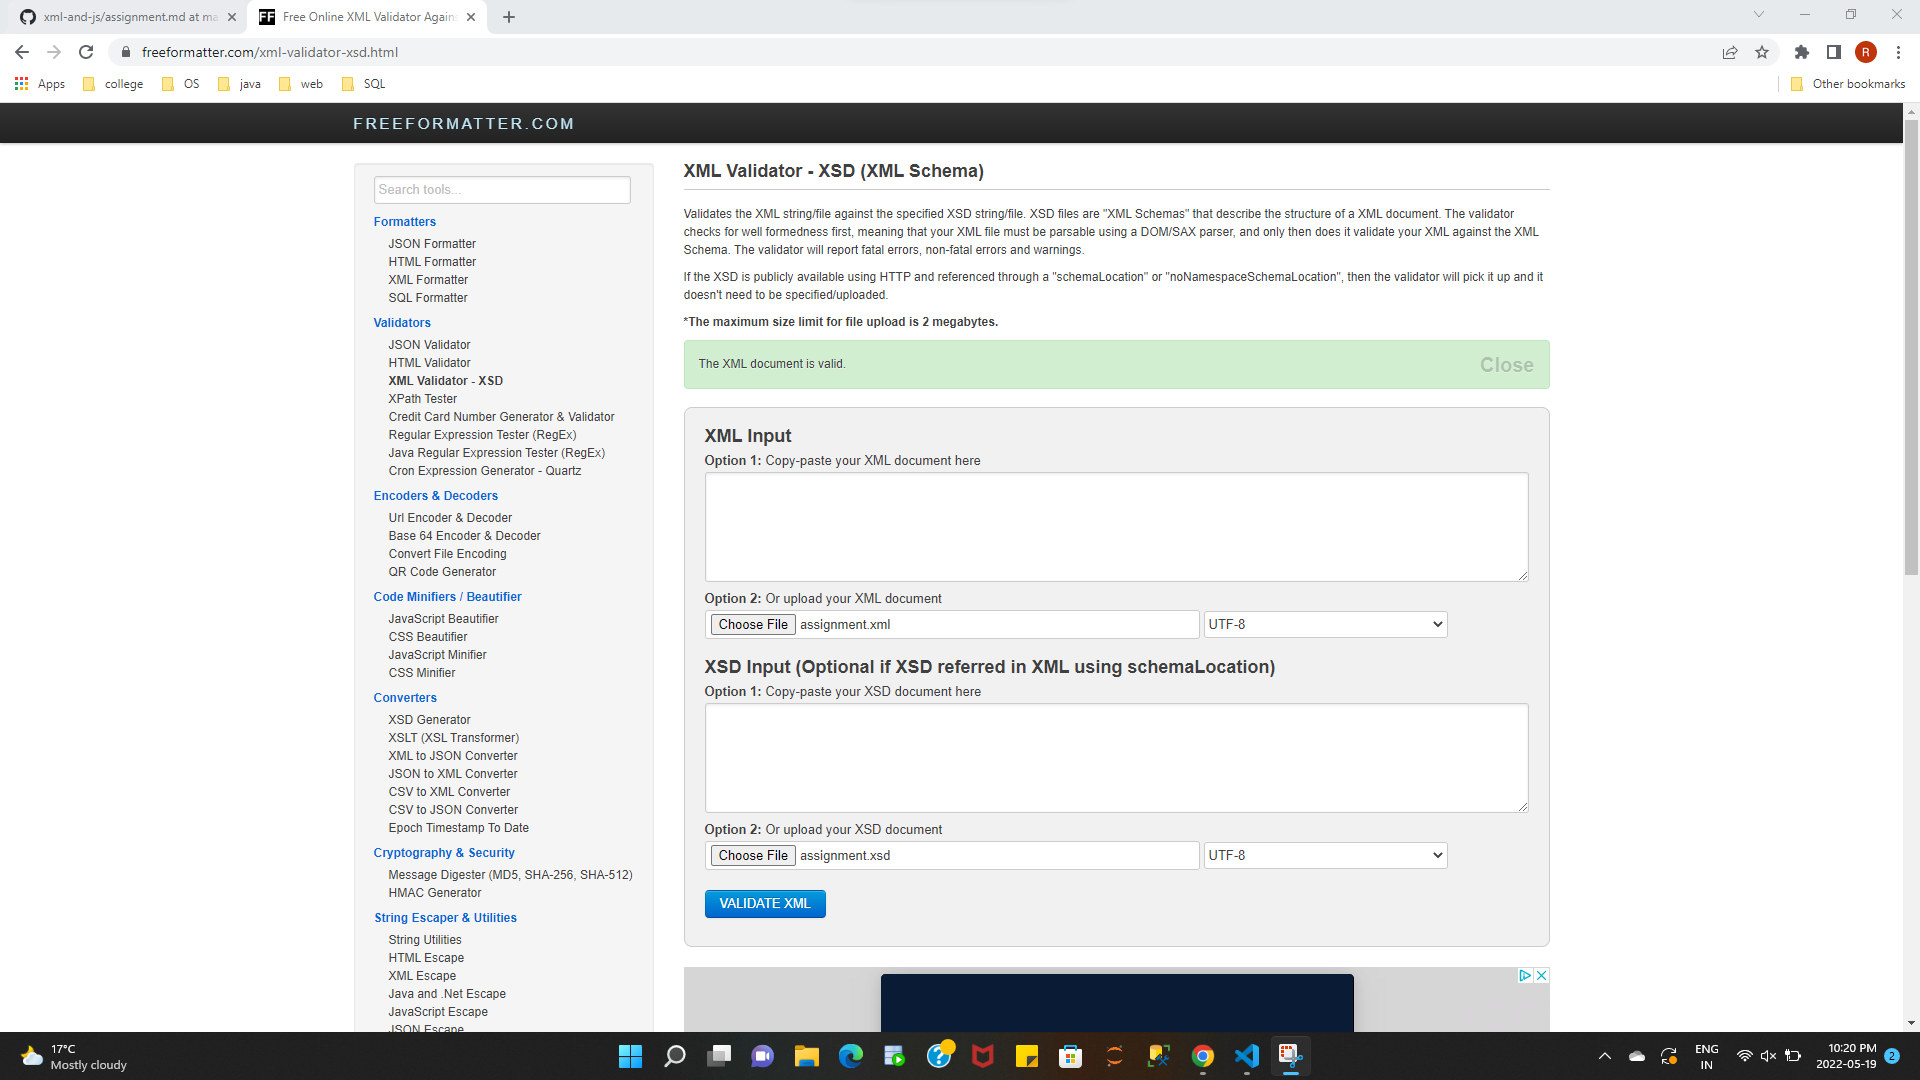 xml-and-js/assignment.md at ma
Free Online XML Validator Again
freeformatter.com/xml-validator-xsd.html
R
Apps
college
OS
java
web
SQL
Other bookmarks
FREEFORMATTER.COM
Search tools...
Formatters
JSON Formatter
HTML Formatter
XML Formatter
SQL Formatter
Validators
JSON Validator
HTML Validator
XML Validator - XSD
XPath Tester
Credit Card Number Generator & Validator
Regular Expression Tester (RegEx)
Java Regular Expression Tester (RegEx)
Cron Expression Generator - Quartz
Encoders & Decoders
Url Encoder & Decoder
Base 64 Encoder & Decoder
Convert File Encoding
QR Code Generator
Code Minifiers / Beautifier
JavaScript Beautifier
CSS Beautifier
JavaScript Minifier
CSS Minifier
Converters
XSD Generator
XSLT (XSL Transformer)
XML to JSON Converter
JSON to XML Converter
CSV to XML Converter
CSV to JSON Converter
Epoch Timestamp To Date
Cryptography & Security
Message Digester (MD5, SHA-256, SHA-512)
HMAC Generator
String Escaper & Utilities
String Utilities
HTML Escape
XML Escape
Java and .Net Escape
JavaScript Escape
JSON Escape
XML Validator - XSD (XML Schema)
Validates the XML string/file against the specified XSD string/file. XSD files are "XML Schemas" that describe the structure of a XML document. The validator
checks for well formedness first, meaning that your XML file must be parsable using a DOM/SAX parser, and only then does it validate your XML against the XML
Schema. The validator will report fatal errors, non-fatal errors and warnings.
If the XSD is publicly available using HTTP and referenced through a "schemaLocation" or "noNamespaceSchemaLocation", then the validator will pick it up and it
doesn't need to be specified/uploaded.
*The maximum size limit for file upload is 2 megabytes.
The XML document is valid.
Close
XML Input
Option 1: Copy-paste your XML document here
Option 2: Or upload your XML document
Choose File assignment.xml
UTF-8
XSD Input (Optional if XSD referred in XML using schemaLocation)
Option 1: Copy-paste your XSD document here
Option 2: Or upload your XSD document
Choose File assignment.xsd
UTF-8
VALIDATE XML
17°C
Mostly cloudy
ENG
IN
10:20 PM
2022-05-19
2